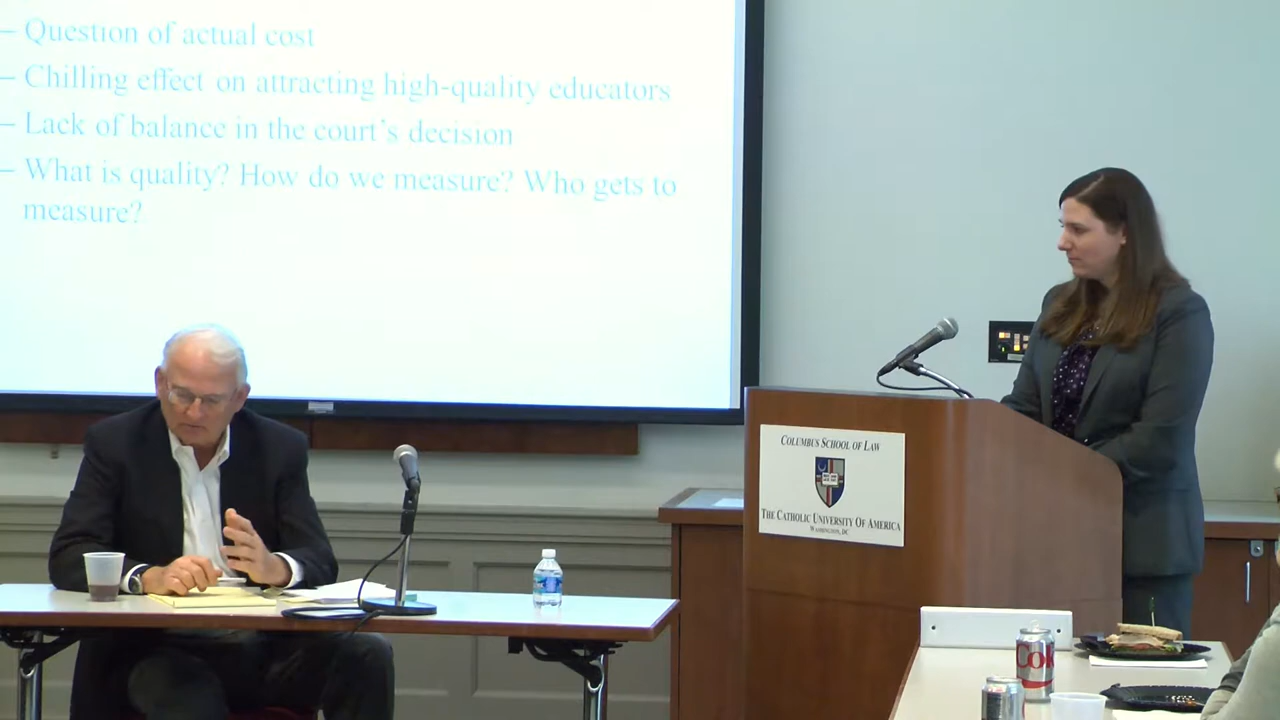 – Question of actual cost
– Chilling effect on attracting high-quality educators
– Lack of balance in the court's decision
– What is quality? How do we measure? Who gets to
measure?
COLUMBUS SCHOOL OF LAW
THE CATHOLIC UNIVERSITY OF AMERICA
WASHINGTON, DC
Coke